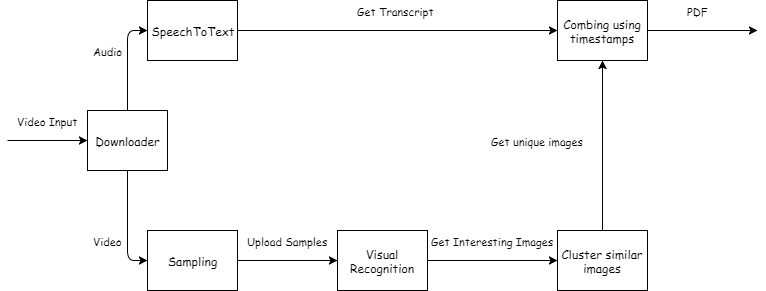 Get Transcript
PDF
SpeechToText
Combing using
timestamps
Audio
Video Input
Downloader
Get unique images
Video
Upload Samples
Get Interesting Images
Sampling
Visual
Recognition
Cluster similar
images